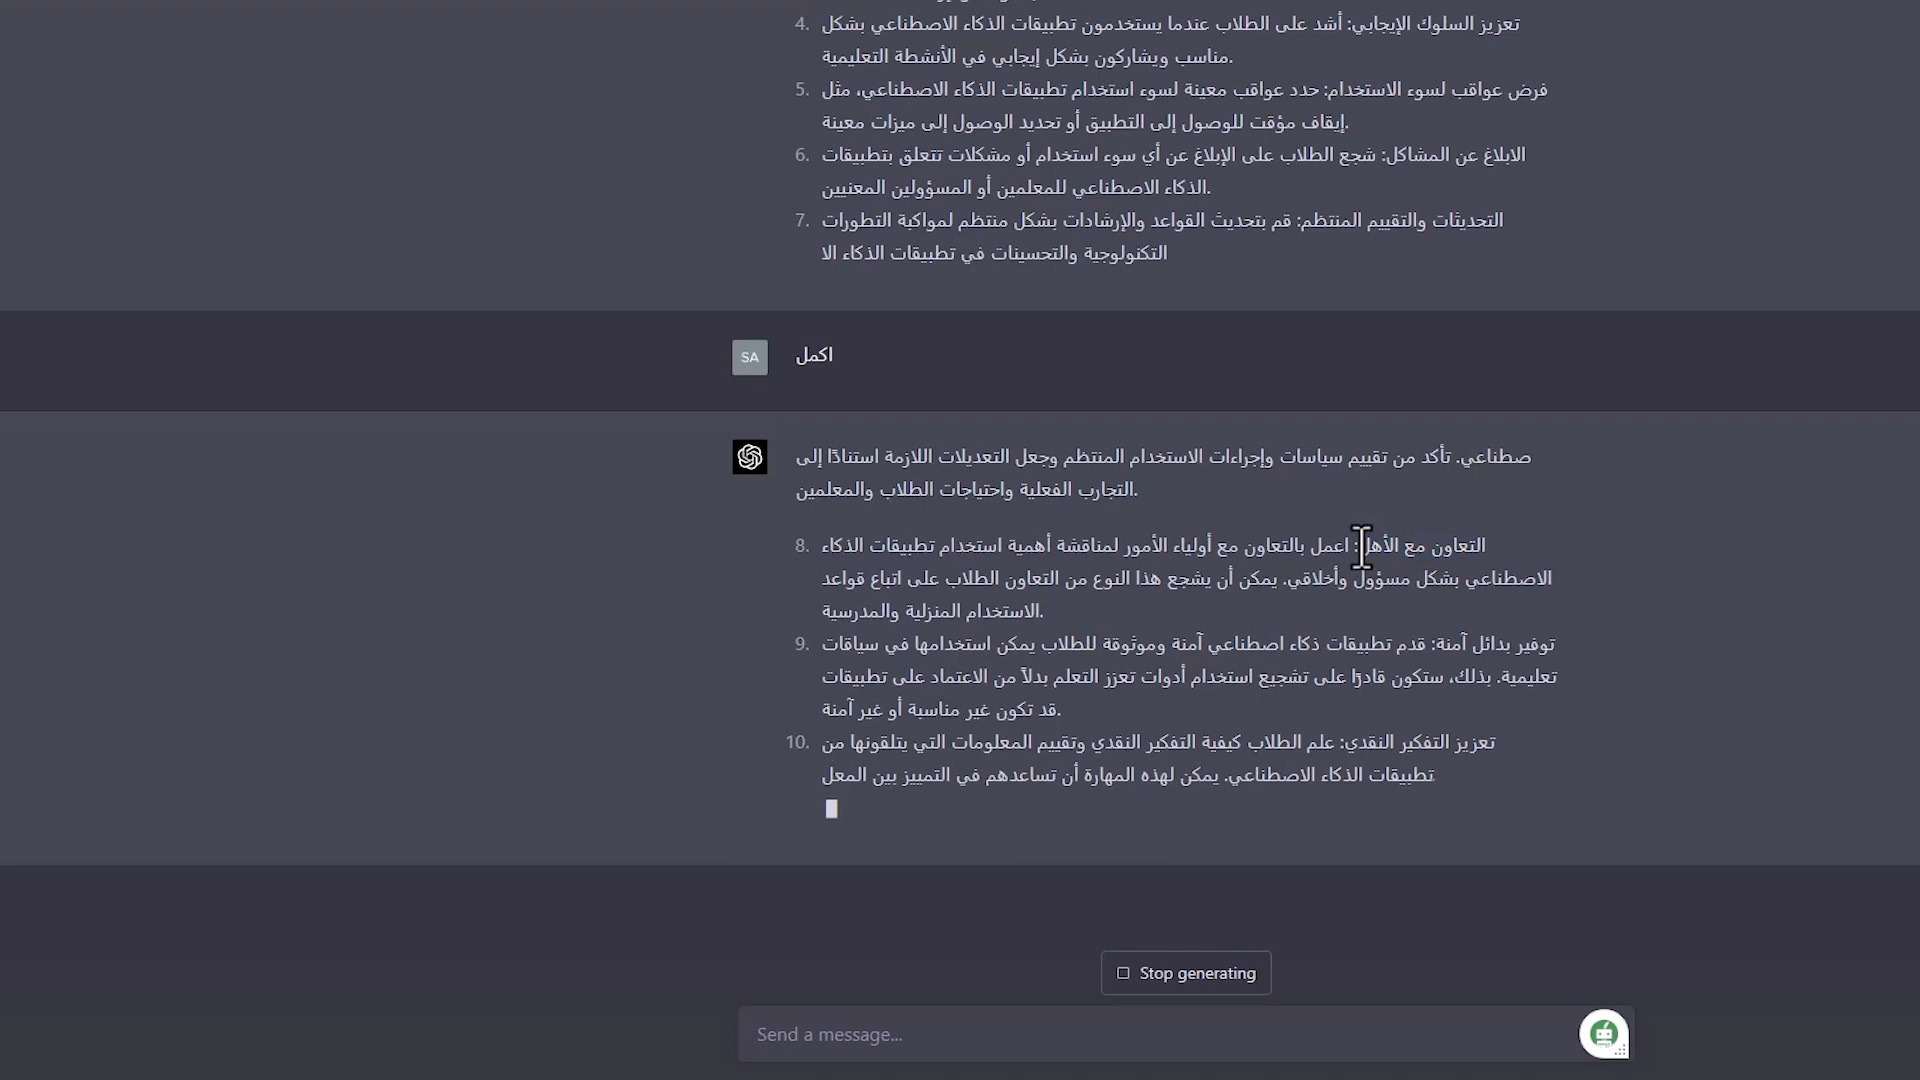 4. تعزيز السلوك الإيجابي: أشد على الطلاب عندما يستخدمون تطبيقات الذكاء الاصطناعي بشكل
مناسب ويشاركون بشكل إيجابي في الأنشطة التعليمية.
5. فرض عواقب لسوء الاستخدام: حدد عواقب معينة لسوء استخدام تطبيقات الذكاء الاصطناعي، مثل
إيقاف مؤقت للوصول إلى التطبيق أو تحديد الوصول إلى ميزات معينة.
6. الابلاغ عن المشاكل: شجع الطلاب على الإبلاغ عن أي سوء استخدام أو مشكلات تتعلق بتطبيقات
الذكاء الاصطناعي للمعلمين أو المسؤولين المعنيين.
7. التحديثات والتقييم المنتظم: قم بتحديث القواعد والإرشادات بشكل منتظم لمواكبة التطورات
التكنولوجية والتحسينات في تطبيقات الذكاء الا
SA
اكمل
صطناعي. تأكد من تقييم سياسات وإجراءات الاستخدام المنتظم وجعل التعديلات اللازمة استنادًا إلى
التجارب الفعلية واحتياجات الطلاب والمعلمين.
8. التعاون مع الأهل: اعمل بالتعاون مع أولياء الأمور لمناقشة أهمية استخدام تطبيقات الذكاء
الاصطناعي بشكل مسؤول وأخلاقي. يمكن أن يشجع هذا النوع من التعاون الطلاب على اتباع قواعد
الاستخدام المنزلية والمدرسية.
9. توفير بدائل آمنة: قدم تطبيقات ذكاء اصطناعي آمنة وموثوقة للطلاب يمكن استخدامها في سياقات
تعليمية. بذلك، ستكون قادرًا على تشجيع استخدام أدوات تعزز التعلم بدلاً من الاعتماد على تطبيقات
قد تكون غير مناسبة أو غير آمنة.
10. تعزيز التفكير النقدي: علم الطلاب كيفية التفكير النقدي وتقييم المعلومات التي يتلقونها من
تطبيقات الذكاء الاصطناعي. يمكن لهذه المهارة أن تساعدهم في التمييز بين المعل
Stop generating
Send a message...